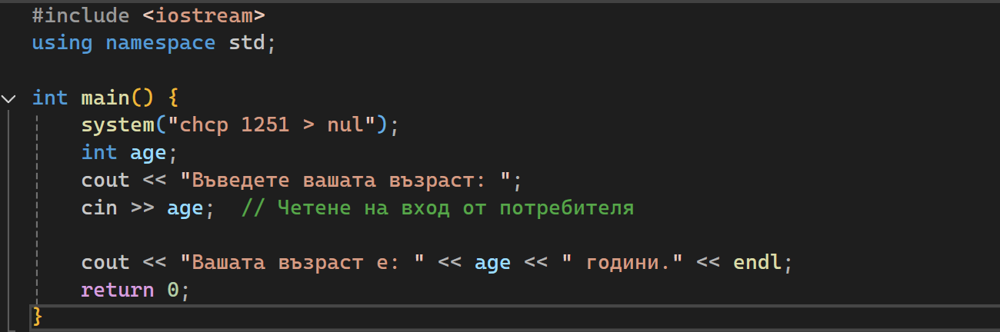 #include <iostream>
using namespace std;
int main() {
system("chcp 1251 > nul");
int age;
cout << "Въведете вашата възраст: ";
cin >> age;  // Четене на вход от потребителя
cout << "Вашата възраст е: " << age << " години." << endl;
return 0;
}